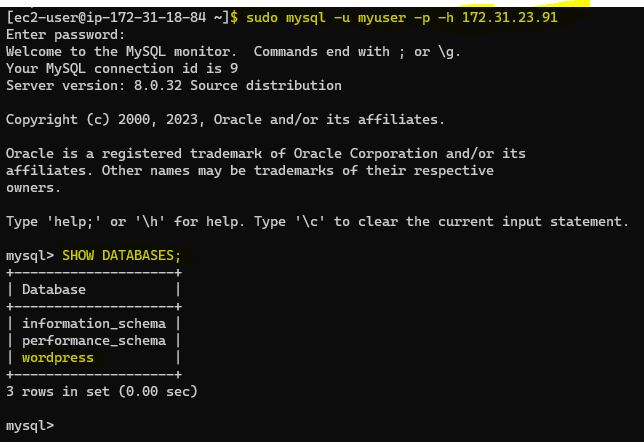 [ec2-user@ip-172-31-18-84 ~]$ sudo mysql -u myuser -p -h 172.31.23.91
Enter password:
Welcome to the MySQL monitor.  Commands end with ; or \g.
Your MySQL connection id is 9
Server version: 8.0.32 Source distribution

Copyright (c) 2000, 2023, Oracle and/or its affiliates.

Oracle is a registered trademark of Oracle Corporation and/or its
affiliates. Other names may be trademarks of their respective
owners.

Type 'help;' or '\h' for help. Type '\c' to clear the current input statement.

mysql> SHOW DATABASES;
+--------------------+
| Database           |
+--------------------+
| information_schema |
| performance_schema |
| wordpress          |
+--------------------+
3 rows in set (0.00 sec)

mysql>